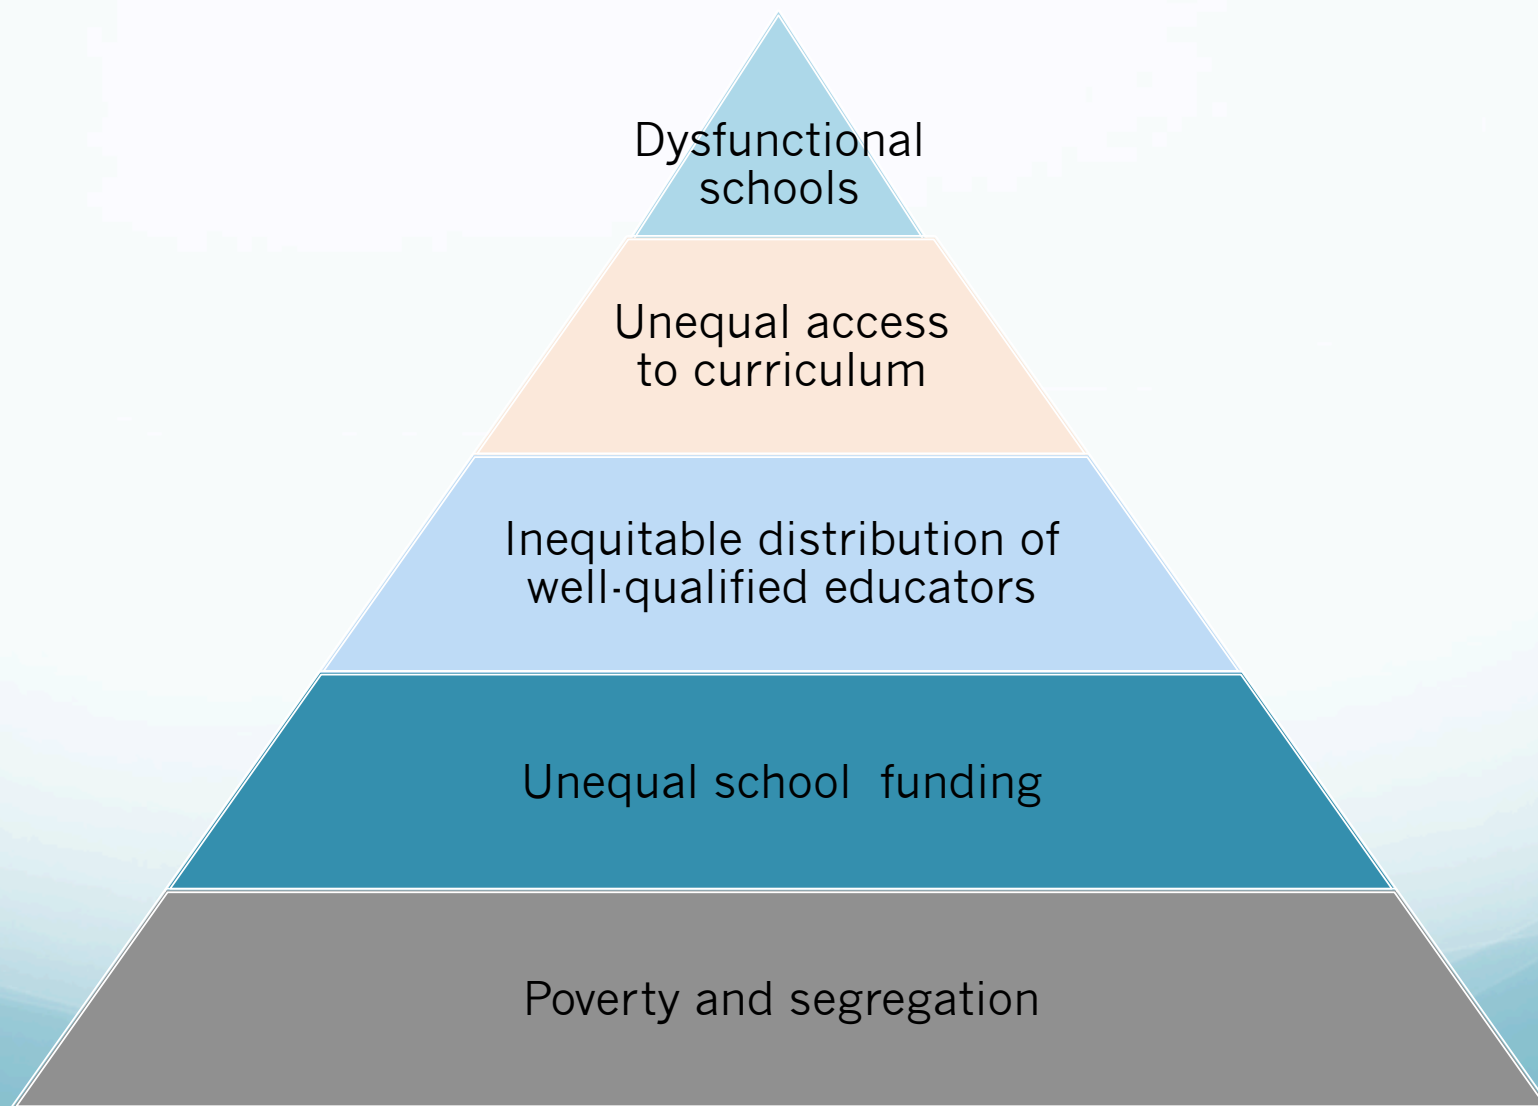 Dysfunctional
schools
Unequal access
to curriculum
Inequitable distribution of
well-qualified educators
Unequal school  funding
Poverty and segregation